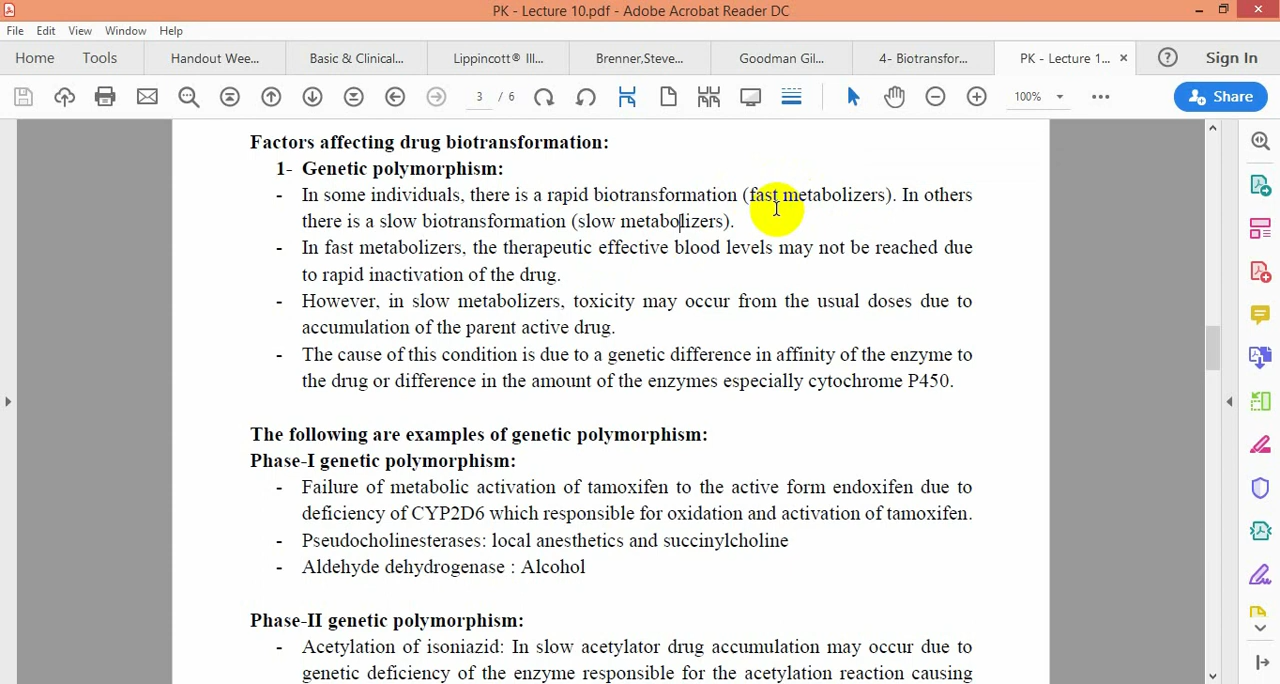 PK - Lecture 10.pdf - Adobe Acrobat Reader DC
File Edit View Window Help
Home Tools Handout Wee... Basic & Clinical... Lippincott® Ill... Brenner,Steve... Goodman Gil... 4- Biotransfor... PK - Lecture 1... Sign In
3 / 6 100% Share
Factors affecting drug biotransformation:
1- Genetic polymorphism:
- In some individuals, there is a rapid biotransformation (fast metabolizers). In others
there is a slow biotransformation (slow metabolizers).
- In fast metabolizers, the therapeutic effective blood levels may not be reached due
to rapid inactivation of the drug.
- However, in slow metabolizers, toxicity may occur from the usual doses due to
accumulation of the parent active drug.
- The cause of this condition is due to a genetic difference in affinity of the enzyme to
the drug or difference in the amount of the enzymes especially cytochrome P450.
The following are examples of genetic polymorphism:
Phase-I genetic polymorphism:
- Failure of metabolic activation of tamoxifen to the active form endoxifen due to
deficiency of CYP2D6 which responsible for oxidation and activation of tamoxifen.
- Pseudocholinesterases: local anesthetics and succinylcholine
- Aldehyde dehydrogenase : Alcohol
Phase-II genetic polymorphism:
- Acetylation of isoniazid: In slow acetylator drug accumulation may occur due to
genetic deficiency of the enzyme responsible for the acetylation reaction causing